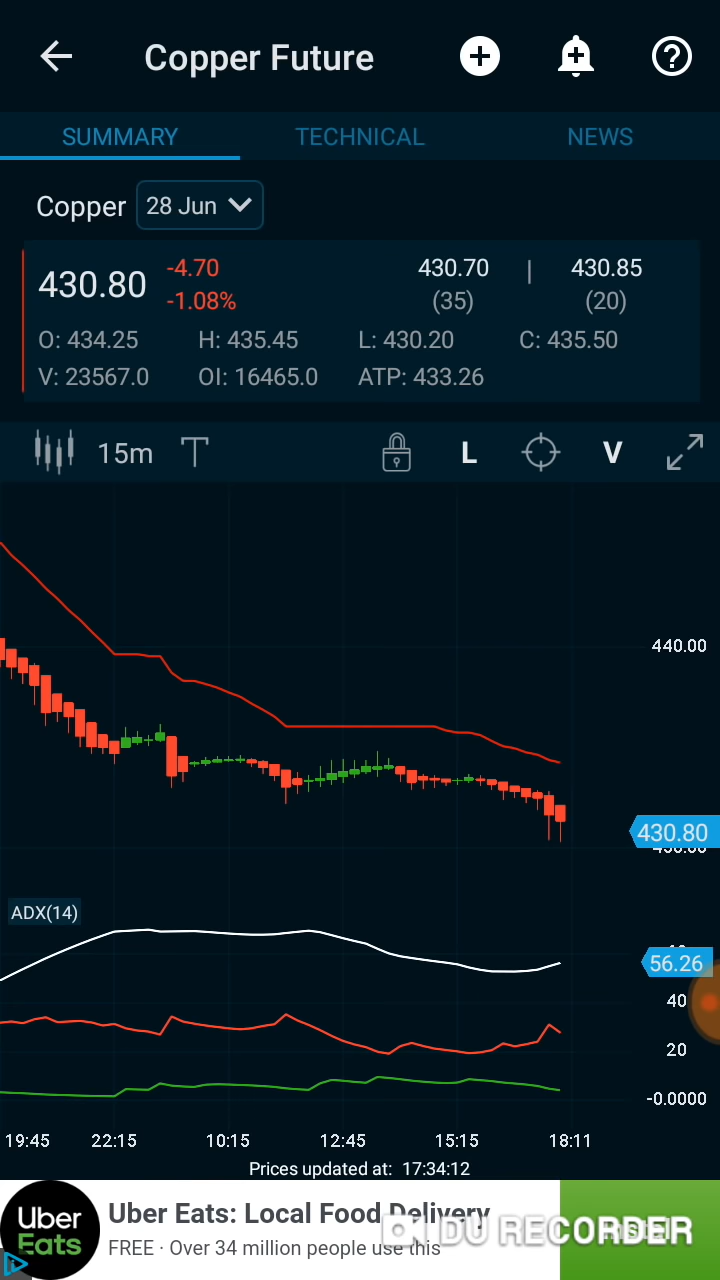 Copper Future
SUMMARY TECHNICAL NEWS
Copper 28 Jun
430.80 -4.70 430.70 | 430.85
-1.08% (35) (20)
O: 434.25 H: 435.45 L: 430.20 C: 435.50
V: 23567.0 OI: 16465.0 ATP: 433.26
15m T L V
440.00
430.80
ADX(14)
56.26
40
20
-0.0000
19:45 22:15 10:15 12:45 15:15 18:11
Prices updated at: 17:34:12
Uber Eats
Uber Eats: Local Food Delivery
FREE · Over 34 million people use this
DU RECORDER